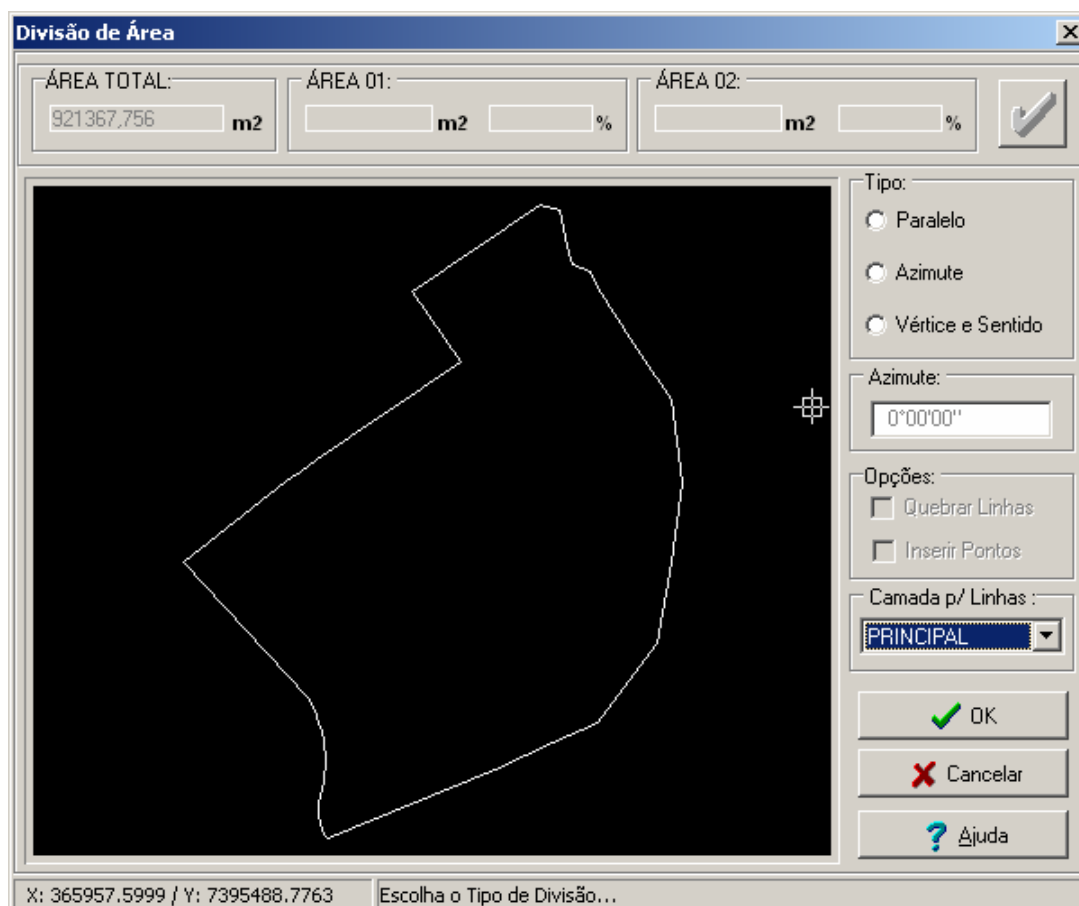 Divisão de Área
ÁREA TOTAL:
921367,756 m2
ÁREA 01:
m2 %
ÁREA 02:
m2 %
Tipo:
Paralelo
Azimute
Vértice e Sentido
Azimute:
0°00'00"
Opções:
Quebrar Linhas
Inserir Pontos
Camada p/ Linhas :
PRINCIPAL
OK
Cancelar
Ajuda
X: 365957.5999 / Y: 7395488.7763
Escolha o Tipo de Divisão...